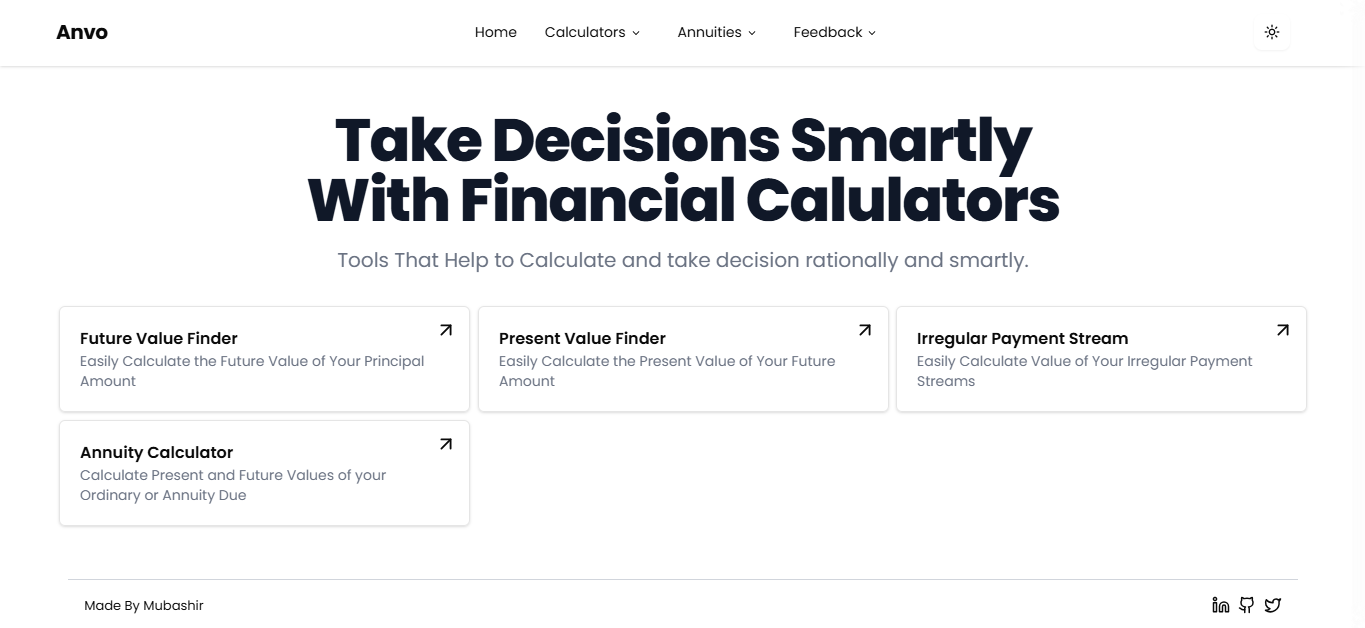 Anvo
Home
Calculators
Annuities
Feedback
Take Decisions Smartly
With Financial Calulators
Tools That Help to Calculate and take decision rationally and smartly.
Future Value Finder
Easily Calculate the Future Value of Your Principal
Amount
Present Value Finder
Easily Calculate the Present Value of Your Future
Amount
Irregular Payment Stream
Easily Calculate Value of Your Irregular Payment
Streams
Annuity Calculator
Calculate Present and Future Values of your
Ordinary or Annuity Due
Made By Mubashir